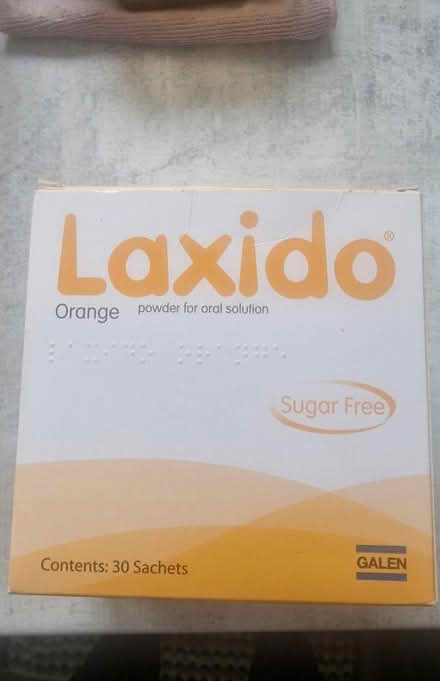 Laxido®
Orange powder for oral solution
Sugar Free
Contents: 30 Sachets
GALEN